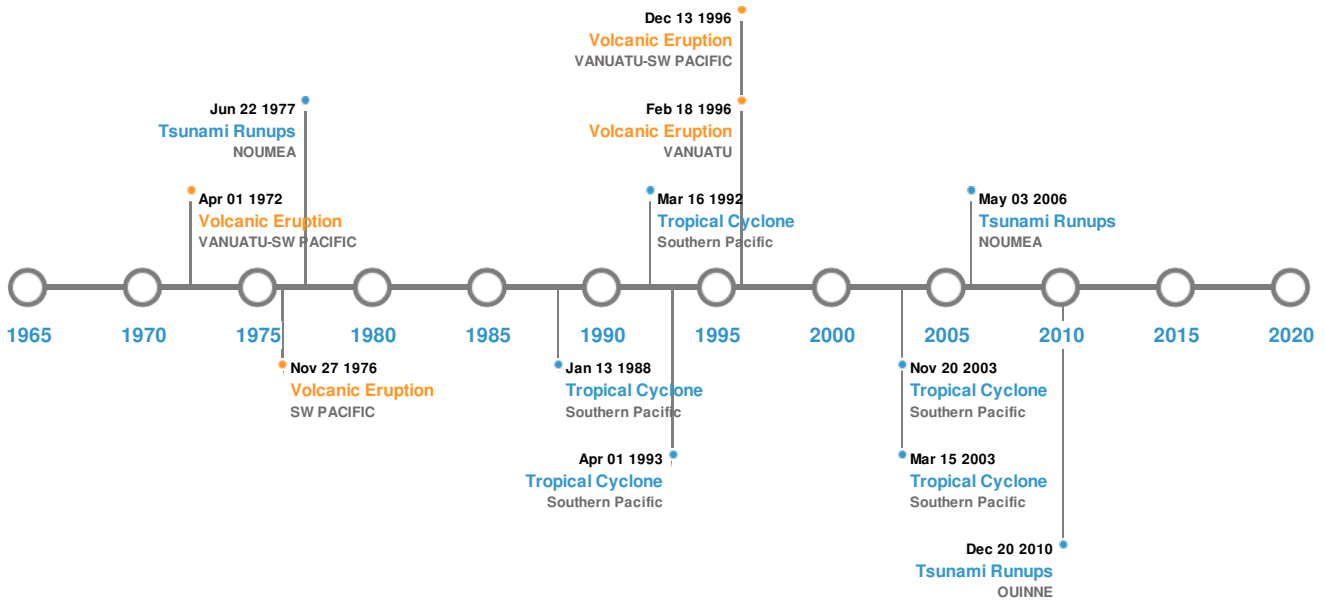 Dec 13 1996
Volcanic Eruption
VANUATU-SW PACIFIC
Jun 22 1977
Tsunami Runups
NOUMEA
Feb 18 1996
Volcanic Eruption
VANUATU
Apr 01 1972
Volcanic Eruption
VANUATU-SW PACIFIC
Mar 16 1992
Tropical Cyclone
Southern Pacific
May 03 2006
Tsunami Runups
NOUMEA
1965 1970 1975 1980 1985 1990 1995 2000 2005 2010 2015 2020
Nov 27 1976
Volcanic Eruption
SW PACIFIC
Jan 13 1988
Tropical Cyclone
Southern Pacific
Nov 20 2003
Tropical Cyclone
Southern Pacific
Apr 01 1993
Tropical Cyclone
Southern Pacific
Mar 15 2003
Tropical Cyclone
Southern Pacific
Dec 20 2010
Tsunami Runups
OUINNE